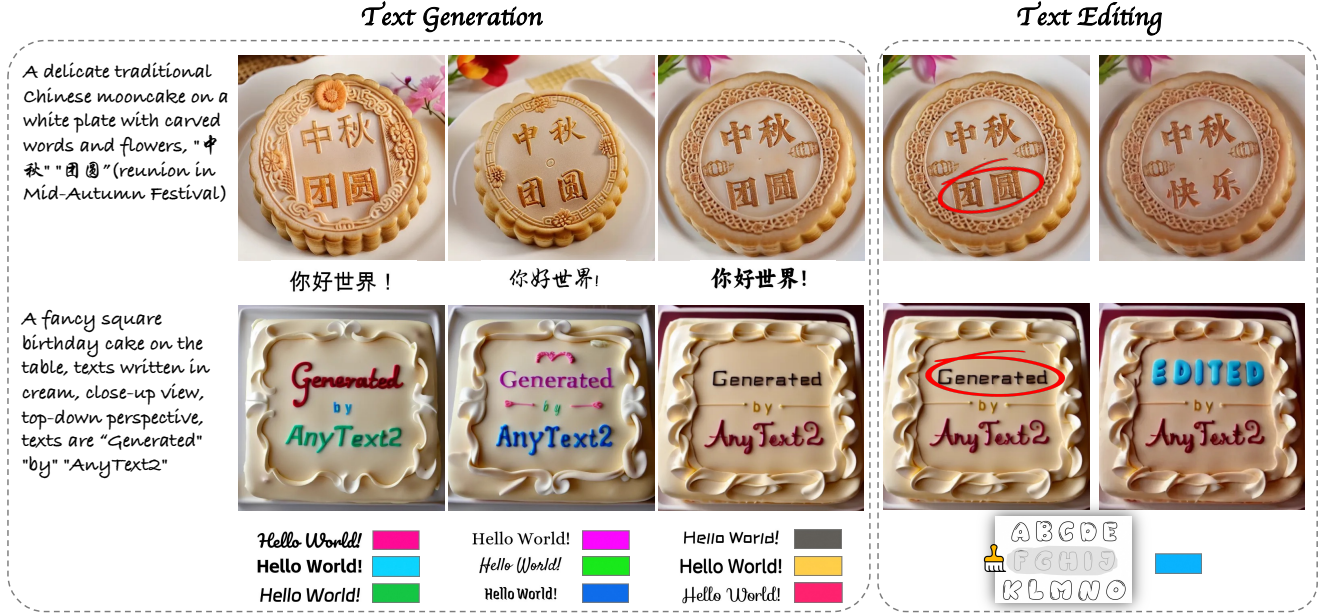 Text Generation
Text Editing
A delicate traditional
Chinese mooncake on a
white plate with carved
words and flowers, "中
秋" "团圆"(reunion in
Mid-Autumn Festival)
中秋
团圆
中秋
团圆
中秋
团圆
中秋
团圆
中秋
快乐
你好世界！
你好世界!
你好世界!
A fancy square
birthday cake on the
table, texts written in
cream, close-up view,
top-down perspective,
texts are “Generated"
"by" "AnyText2"
Generated
by
AnyText2
Generated
by
AnyText2
Generated
by
AnyText2
Generated
by
AnyText2
EDITED
by
AnyText2
Hello World!
Hello World!
Hello World!
Hello World!
Hello World!
Hello World!
Hello World!
Hello World!
Hello World!
ABCDE
FGHIJ
KLMNO